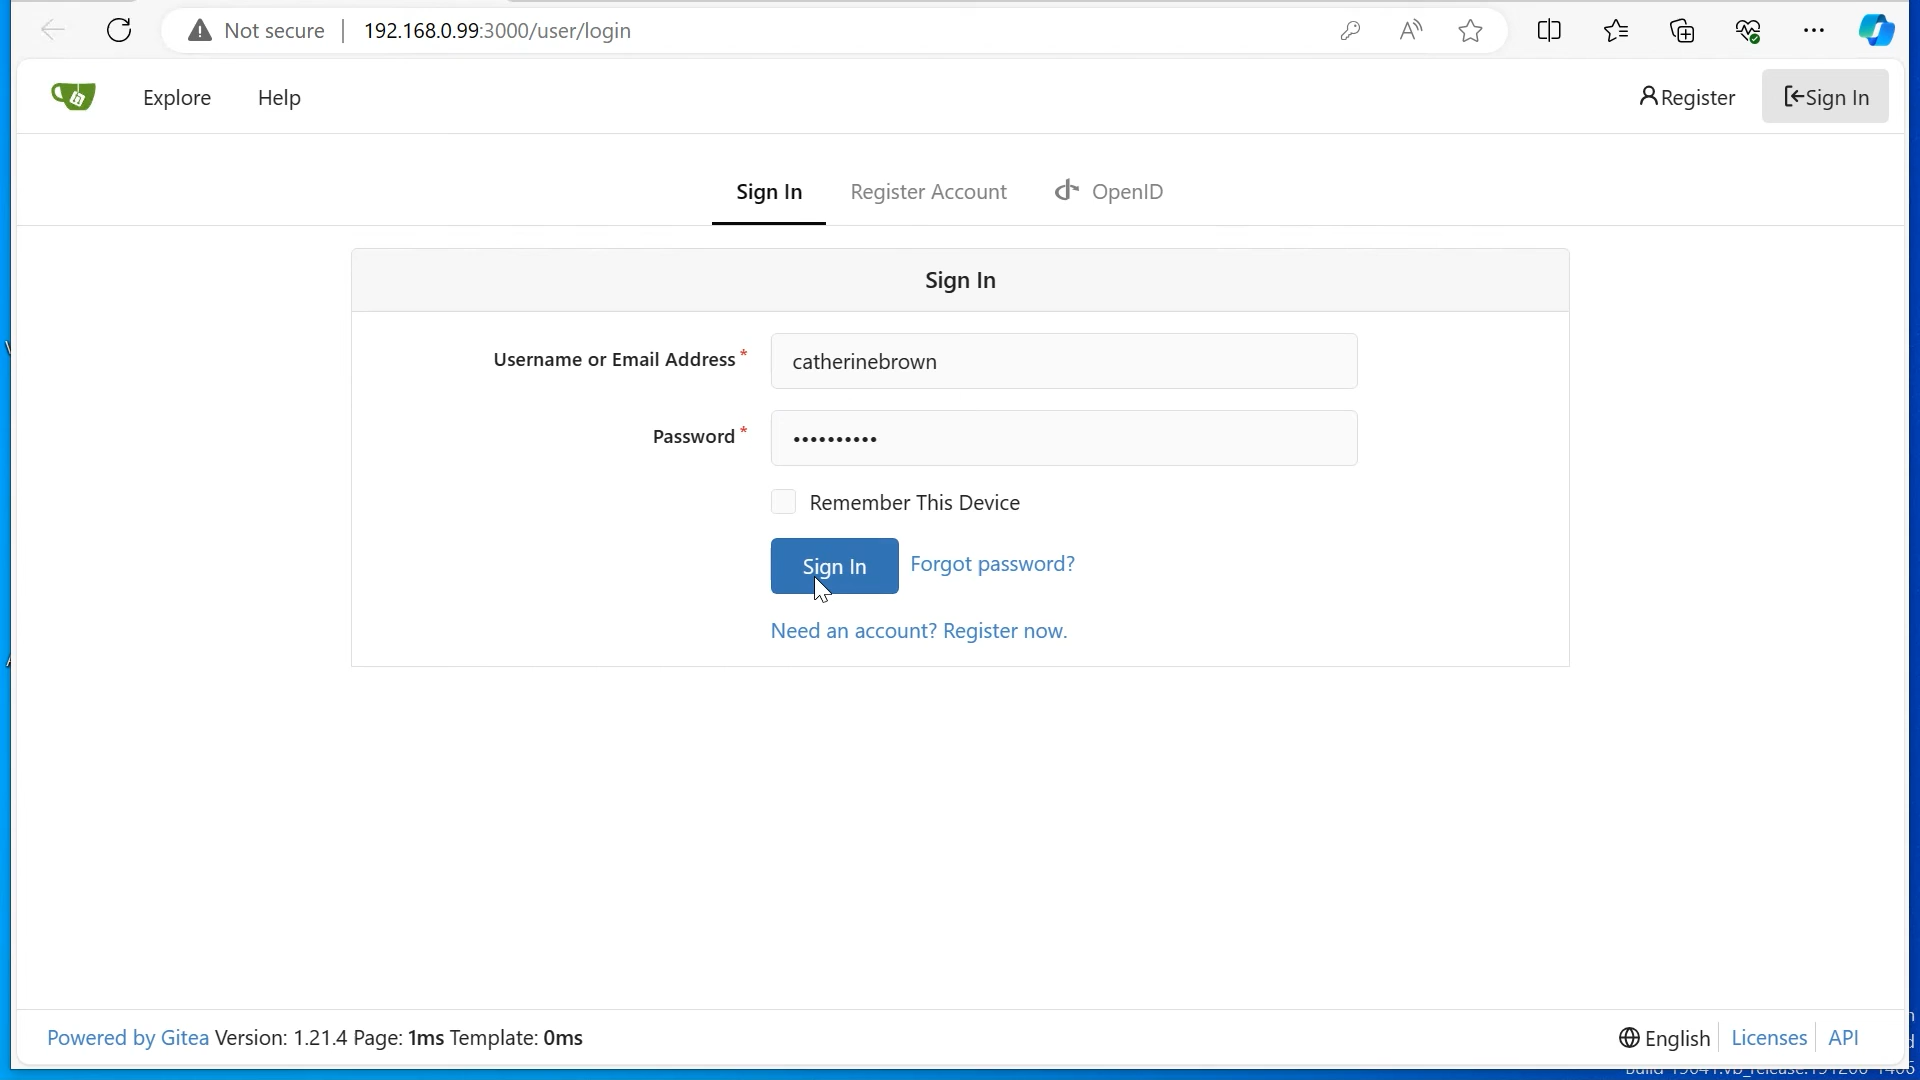 Not secure | 192.168.0.99:3000/user/login
Explore Help Register Sign In
Sign In Register Account OpenID
Sign In
Username or Email Address * catherinebrown
Password * ••••••••••
Remember This Device
Sign In Forgot password?
Need an account? Register now.
Powered by Gitea Version: 1.21.4 Page: 1ms Template: 0ms English Licenses API